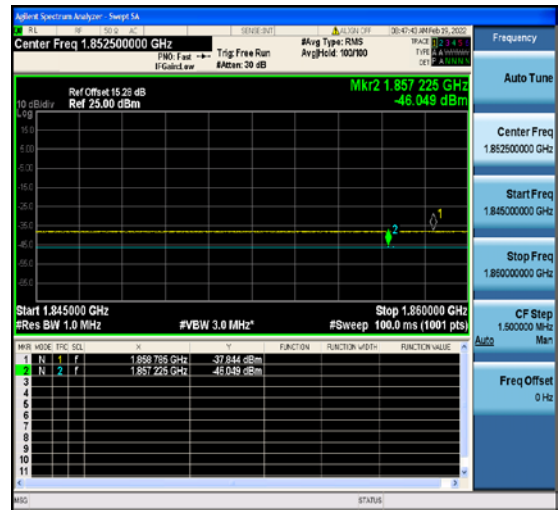 Agilent Spectrum Analyzer - Swept SA
RL RF 50 Ω AC SENSE:INT ALIGN OFF 08:47:43 AM Feb 19, 2022
Center Freq 1.852500000 GHz
PNO: Fast
IFGain:Low
Trig: Free Run
#Atten: 30 dB
#Avg Type: RMS
Avg|Hold: 100/100
TRACE 1 2 3 4 5
TYPE
DET P A N N N N
Frequency
Auto Tune
Mkr2 1.857 225 GHz
-46.049 dBm
Ref Offset 15.28 dB
Ref 25.00 dBm
10 dB/div
Log
15.0
5.00
-5.00
-15.0
-25.0
-35.0
-45.0
-55.0
-65.0
1
2
Center Freq
1.852500000 GHz
Start Freq
1.845000000 GHz
Stop Freq
1.860000000 GHz
Start 1.845000 GHz
Stop 1.860000 GHz
#Res BW 1.0 MHz
#VBW 3.0 MHz*
#Sweep 100.0 ms (1001 pts)
CF Step
1.500000 MHz
Auto Man
MKR MODE TRC SCL X Y FUNCTION FUNCTION WIDTH FUNCTION VALUE
1 N 1 f 1.858 785 GHz -37.844 dBm
2 N 2 f 1.857 225 GHz -46.049 dBm
3
4
5
6
7
8
9
10
11
Freq Offset
0 Hz
MSG
STATUS